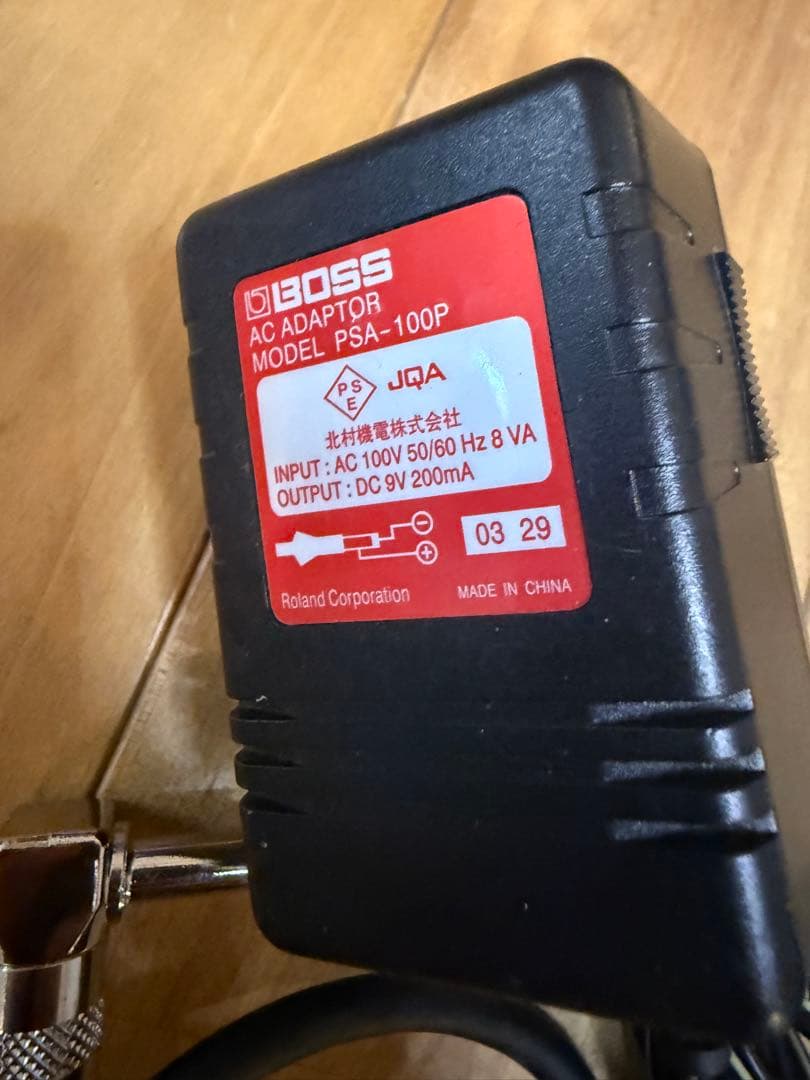 BOSS
AC ADAPTOR
MODEL PSA-100P
PSE JQA
北村機電株式会社
INPUT : AC 100V 50/60 Hz 8 VA
OUTPUT : DC 9V 200mA
03 29
Roland Corporation MADE IN CHINA